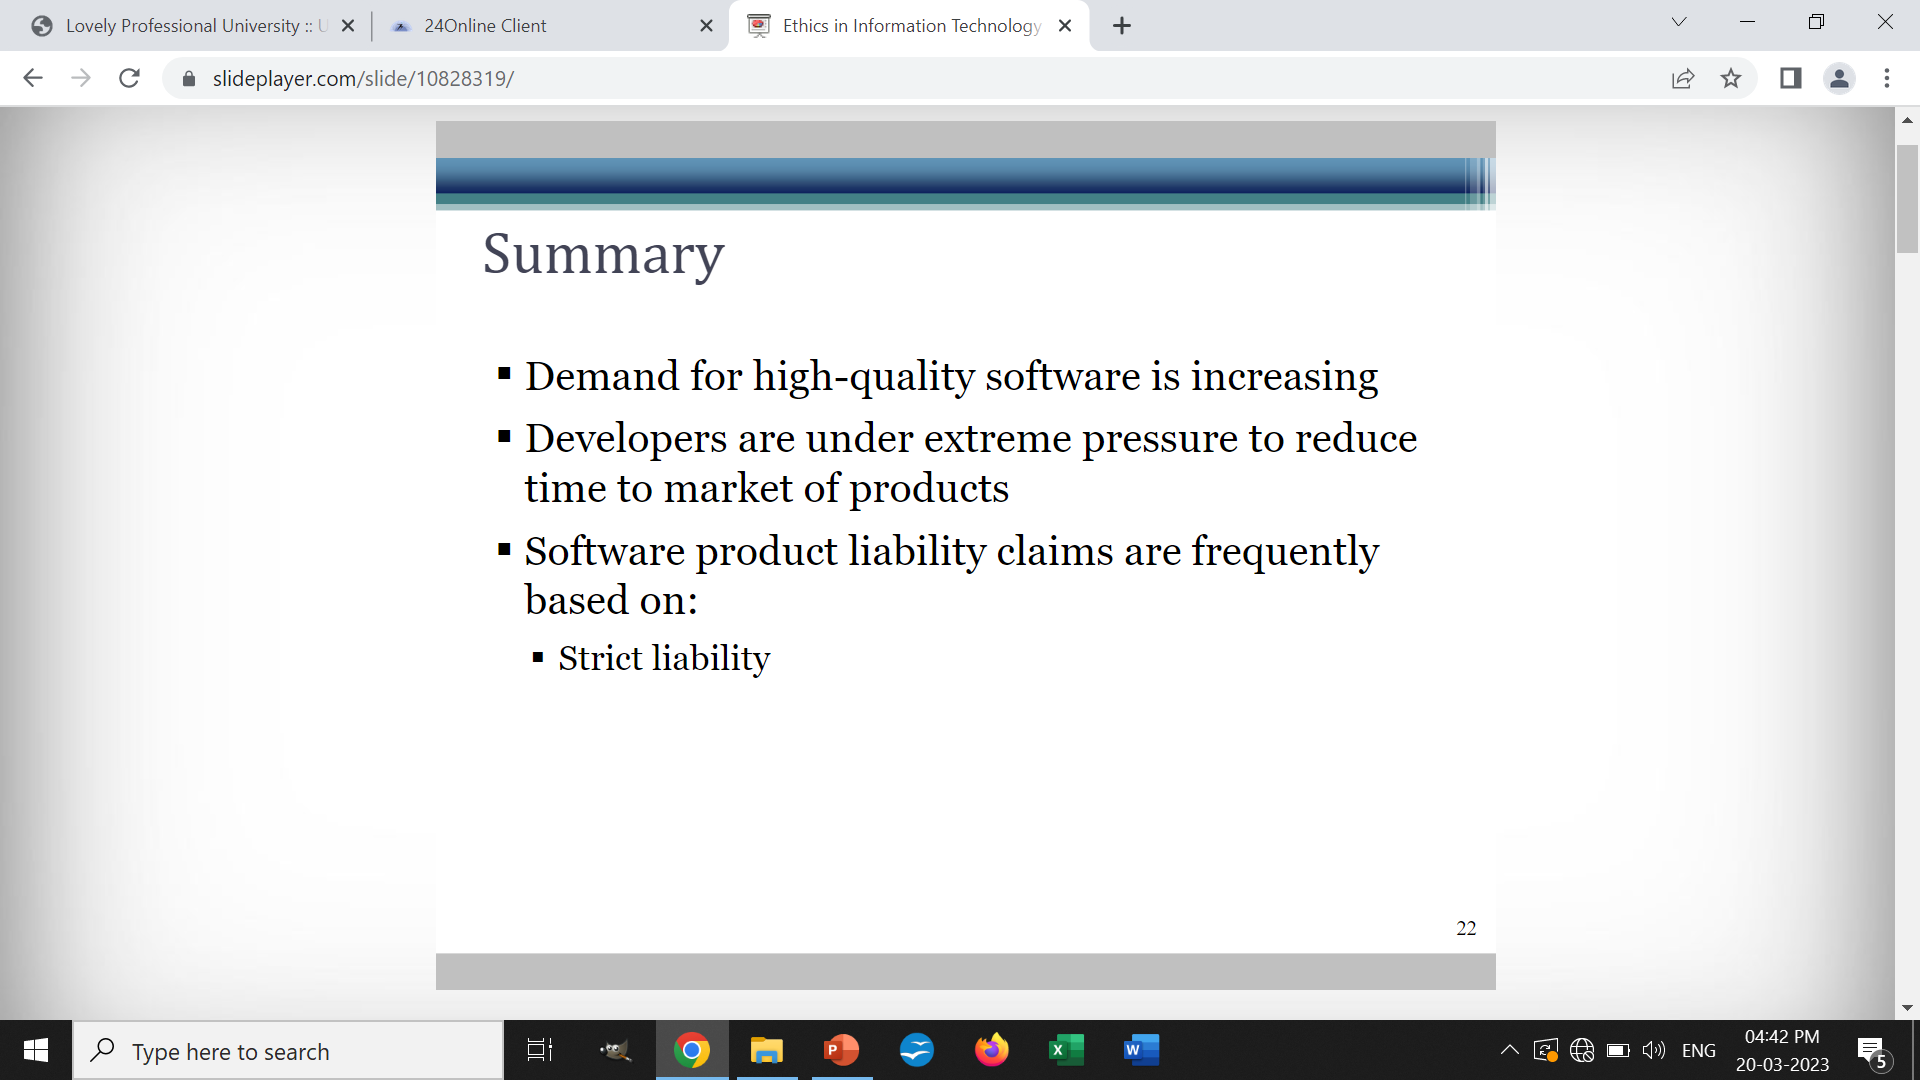 Lovely Professional University :: U
24Online Client
Ethics in Information Technology
slideplayer.com/slide/10828319/
Summary
▪ Demand for high-quality software is increasing
▪ Developers are under extreme pressure to reduce
time to market of products
▪ Software product liability claims are frequently
based on:
▪ Strict liability
22
Type here to search
P
X
W
ENG
04:42 PM
20-03-2023
5